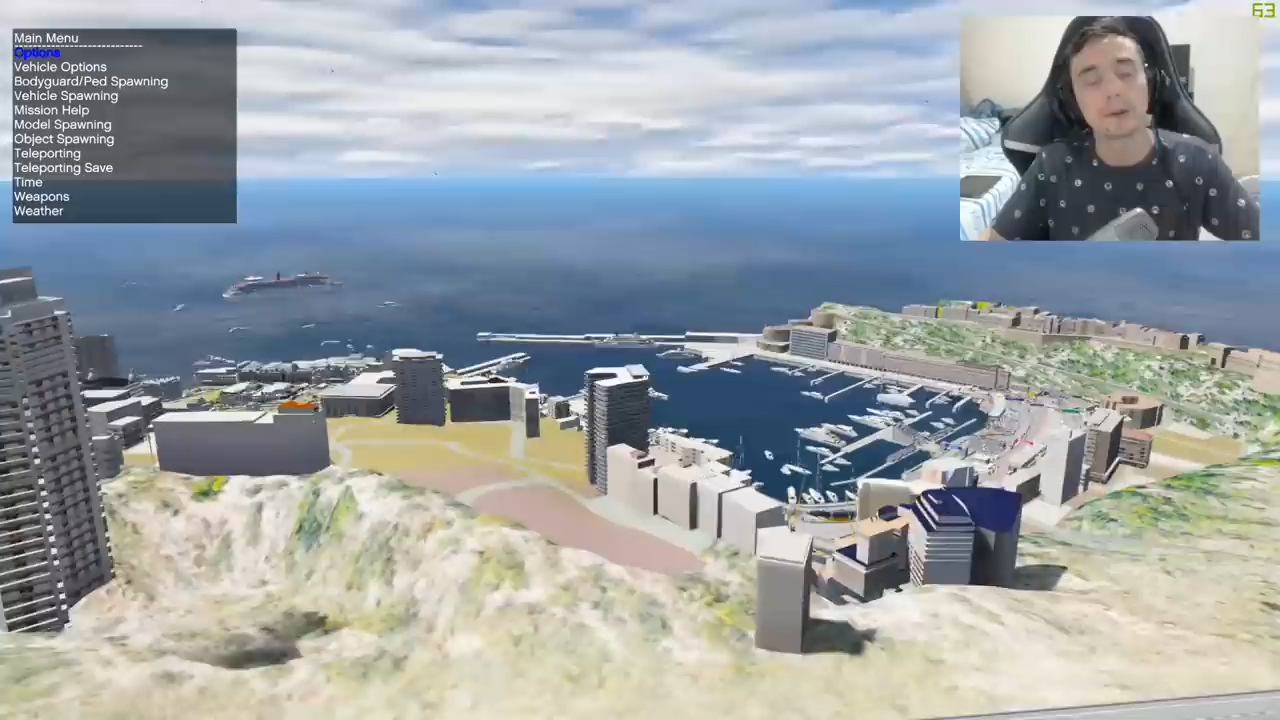 63
Main Menu
----------------------------
Options
Vehicle Options
Bodyguard/Ped Spawning
Vehicle Spawning
Mission Help
Model Spawning
Object Spawning
Teleporting
Teleporting Save
Time
Weapons
Weather